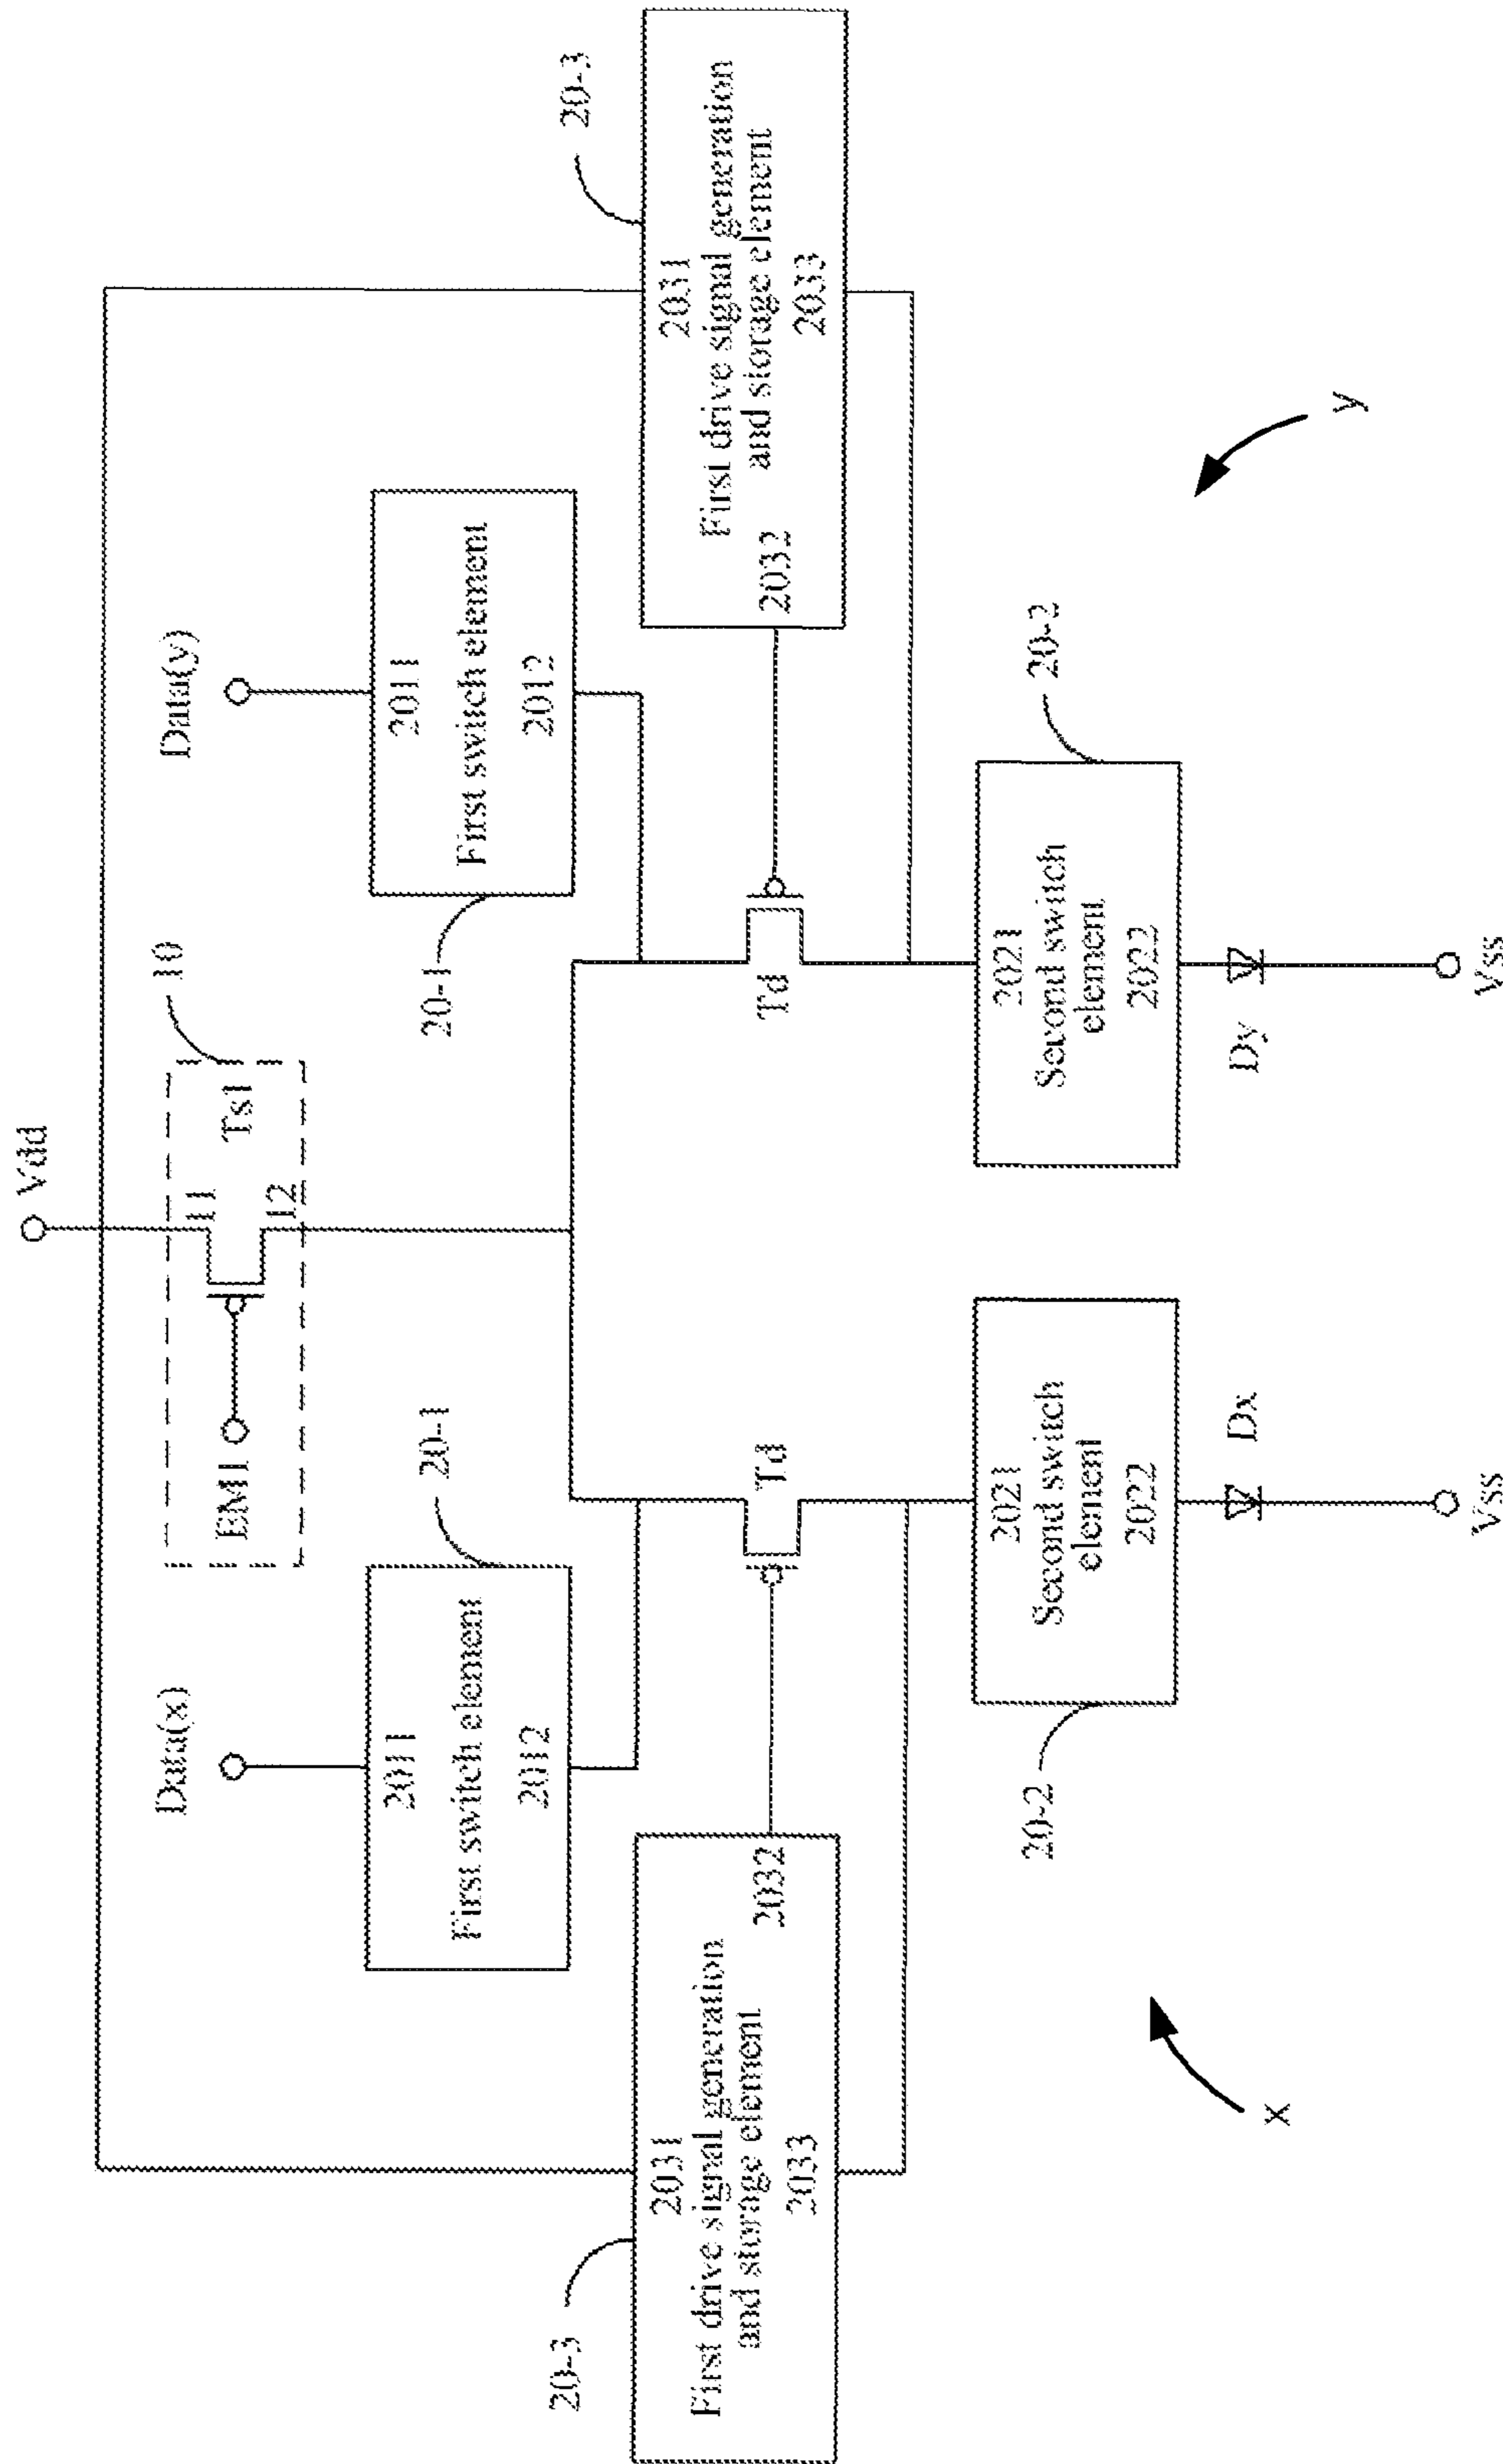 Vdd
10
11
Ts1
12
EM1
Data(x)
2011
First switch element
2012
20-1
Data(y)
2011
First switch element
2012
20-1
20-3
2031
First drive signal generation
and storage element
2032
2033
Td
Td
20-3
2031
First drive signal generation
and storage element
2032
2033
20-2
2021
Second switch
element
2022
Dx
Vss
20-2
2021
Second switch
element
2022
Dy
Vss
x
y